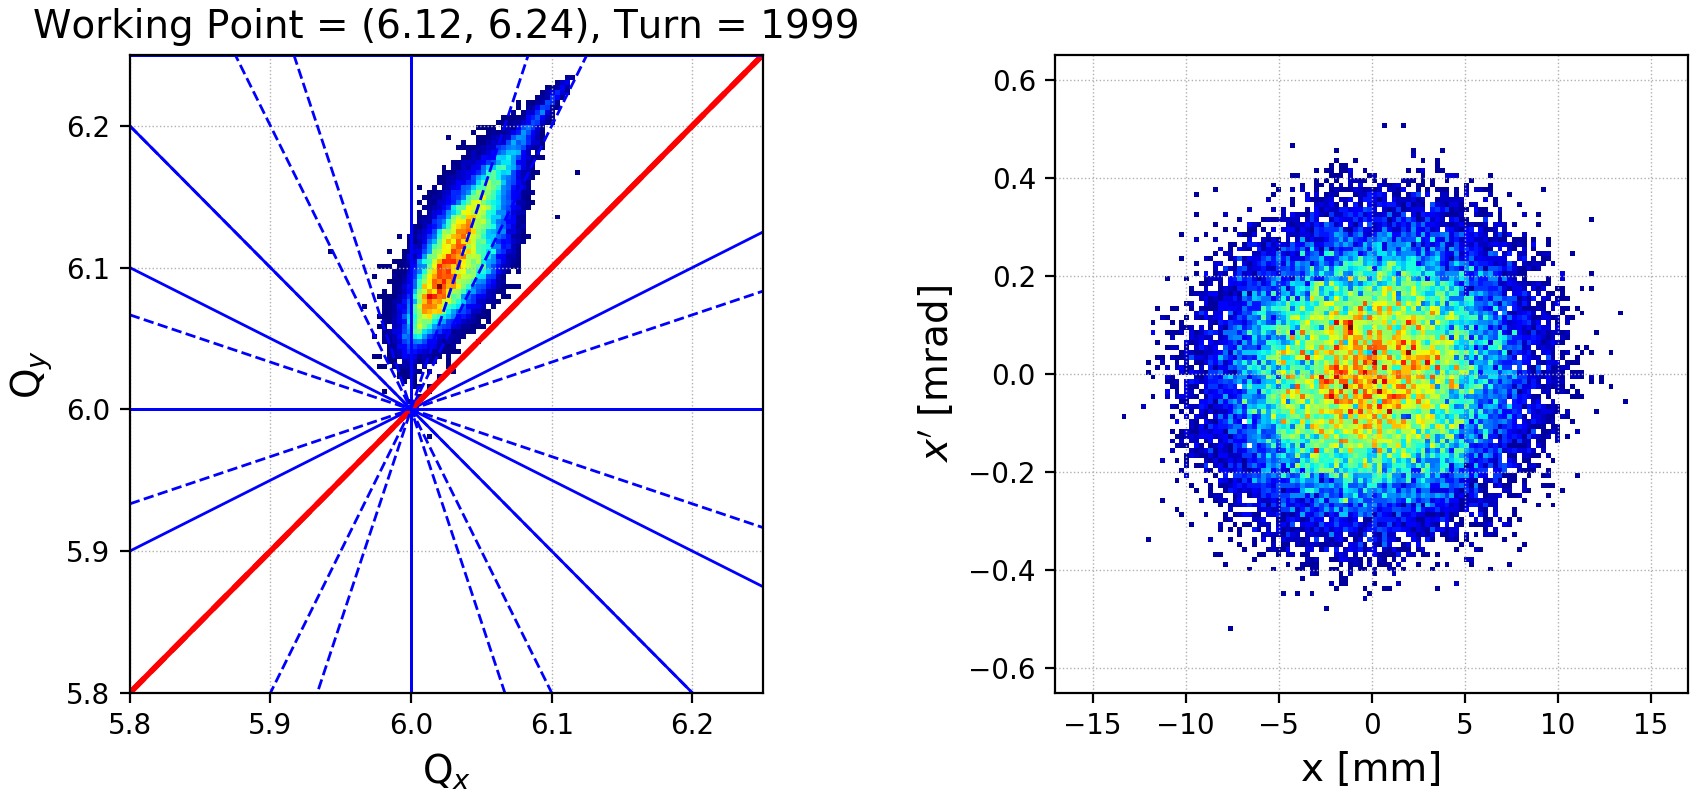 Working Point = (6.12, 6.24), Turn = 1999
6.2
6.1
6.0
5.9
5.8
Q_y
5.8 5.9 6.0 6.1 6.2
Q_x
0.6
0.4
0.2
0.0
−0.2
−0.4
−0.6
x′ [mrad]
−15 −10 −5 0 5 10 15
x [mm]